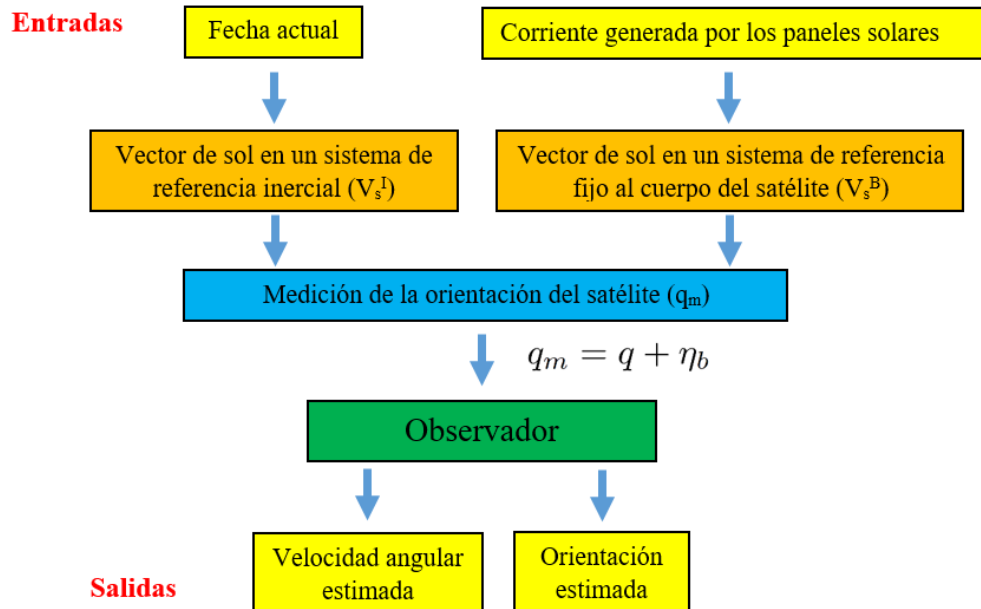 Entradas
Fecha actual
Corriente generada por los paneles solares
Vector de sol en un sistema de
referencia inercial (Vₛᴵ)
Vector de sol en un sistema de referencia
fijo al cuerpo del satélite (Vₛᴮ)
Medición de la orientación del satélite (qₘ)
qₘ = q + η_b
Observador
Velocidad angular
estimada
Orientación
estimada
Salidas